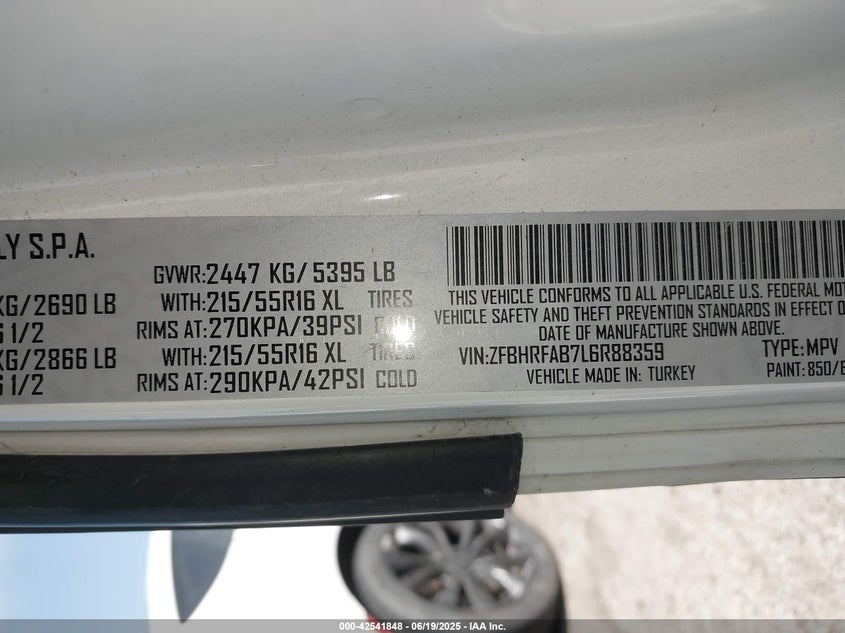 LY S.P.A.
GVWR:2447 KG/5395 LB
KG/2690 LB WITH:215/55R16 XL TIRES
1/2 RIMS AT:270KPA/39PSI COLD
KG/2866 LB WITH:215/55R16 XL TIRES
1/2 RIMS AT:290KPA/42PSI COLD
THIS VEHICLE CONFORMS TO ALL APPLICABLE U.S. FEDERAL MOT
VEHICLE SAFETY AND THEFT PREVENTION STANDARDS IN EFFECT O
DATE OF MANUFACTURE SHOWN ABOVE.
VIN:ZFBHRFAB7L6R88359 TYPE:MPV
VEHICLE MADE IN: TURKEY PAINT:850/
000-42541848 - 06/19/2025 - IAA Inc.